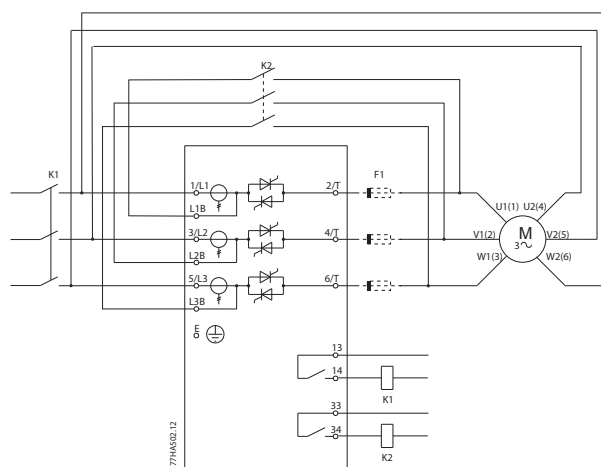 K2
K1
F1
1/L1
2/T
L1B
3/L2
4/T
L2B
5/L3
6/T
L3B
E
U1(1) U2(4)
V1(2)
M
3
V2(5)
W1(3)
W2(6)
13
14
K1
33
34
K2
177HA502.12